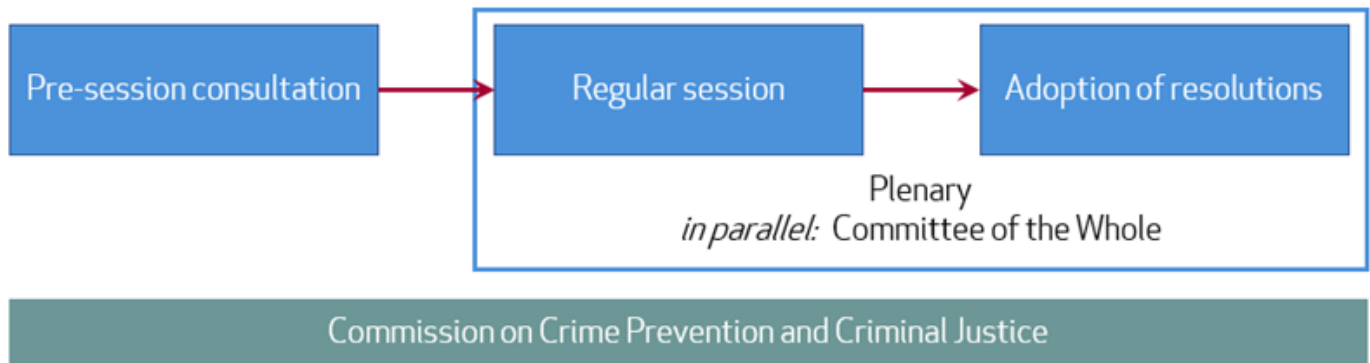 Pre-session consultation
Regular session
Adoption of resolutions
Plenary
in parallel: Committee of the Whole
Commission on Crime Prevention and Criminal Justice